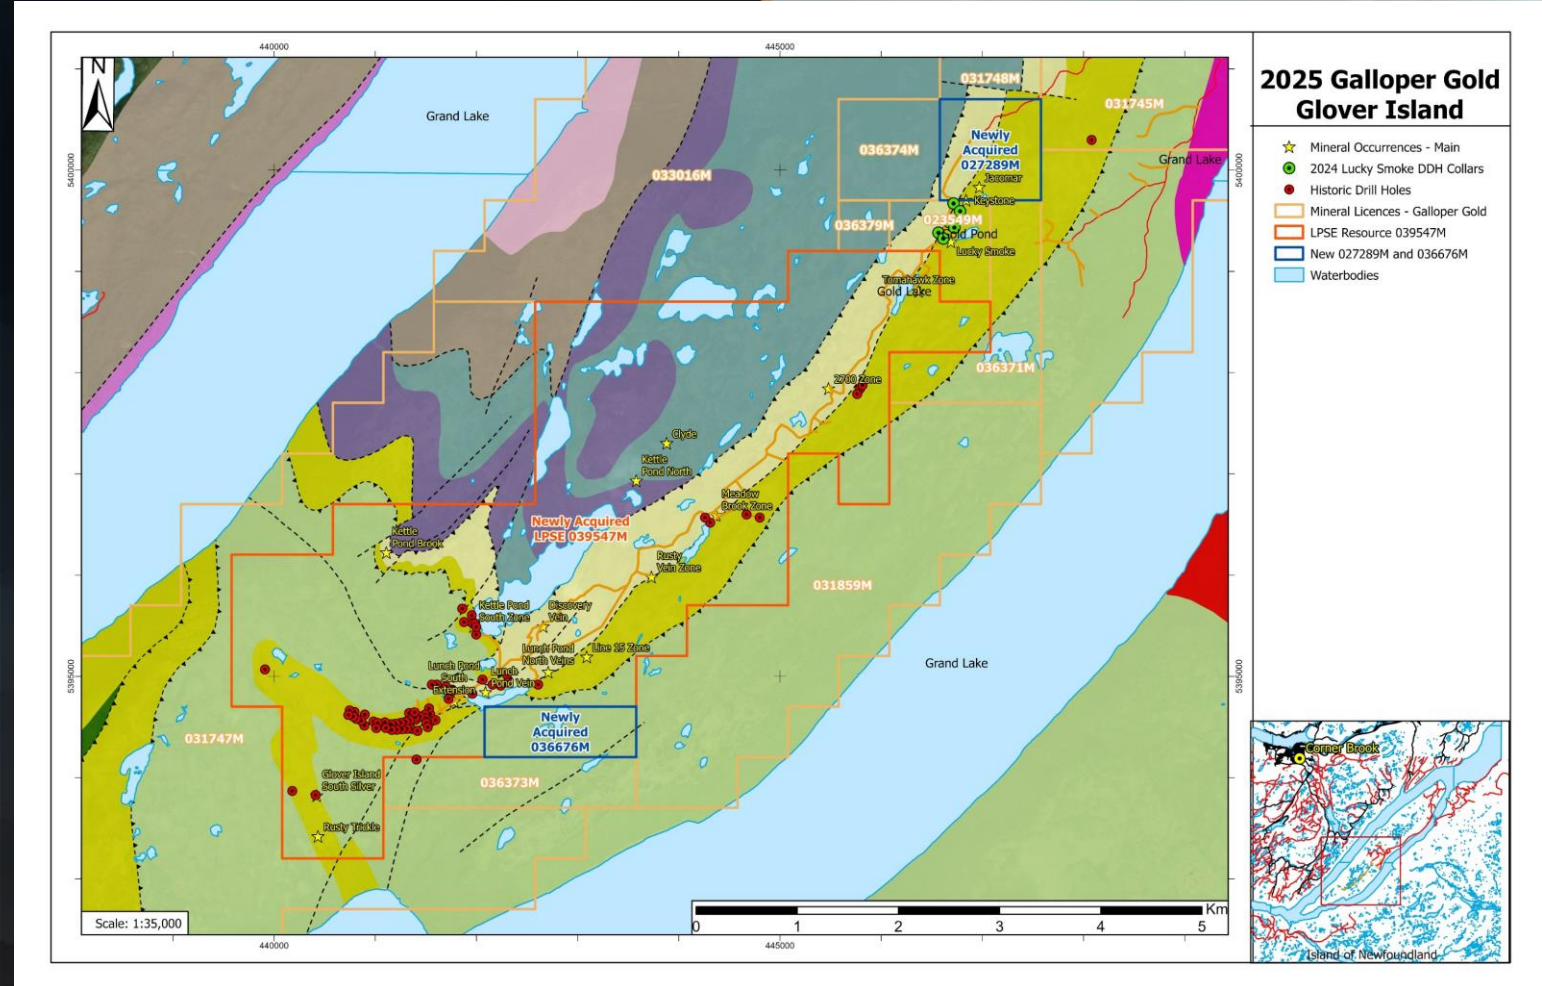 440000
445000
N
Grand Lake
031748M
031745M
Newly
Acquired
027289M
036374M
Grand Lake
5400000
5400000
033016M
Jacomar
Keystone
036379M
023549M
Gold Pond
Lucky Smoke
Tomahawk Zone
Gold Lake
036371M
2700 Zone
Clyde
Kettle
Pond North
Meadow
Brook Zone
Newly Acquired
LPSE 039547M
Kettle
Pond Brook
Rusty
Vein Zone
031859M
Kettle Pond
South Zone
Discovery
Vein
Lunch Pond
North Veins
Line 15 Zone
Grand Lake
5395000
5395000
Lunch Pond
South
Extension
Lunch
Pond Vein
Newly
Acquired
036676M
031747M
036373M
Glover Island
South Silver
Rusty Trickle
Scale: 1:35,000
Km
0 1 2 3 4 5
440000
445000
2025 Galloper Gold
Glover Island
Mineral Occurrences - Main
2024 Lucky Smoke DDH Collars
Historic Drill Holes
Mineral Licences - Galloper Gold
LPSE Resource 039547M
New 027289M and 036676M
Waterbodies
Corner Brook
Island of Newfoundland